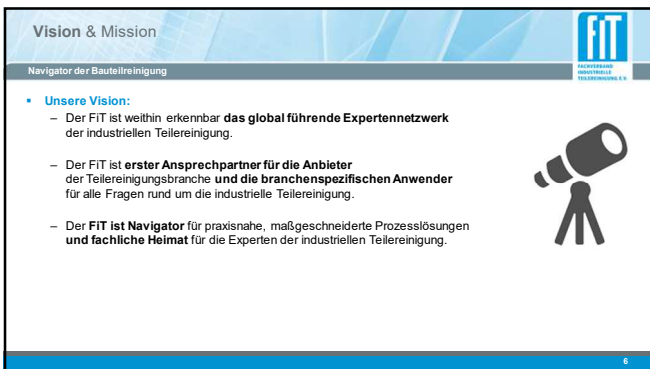 Vision & Mission
FiT
FACHVERBAND
INDUSTRIELLE
TEILEREINIGUNG E.V.
Navigator der Bauteilreinigung
▪ Unsere Vision:
– Der FiT ist weithin erkennbar das global führende Expertennetzwerk
der industriellen Teilereinigung.
– Der FiT ist erster Ansprechpartner für die Anbieter
der Teilereinigungsbranche und die branchenspezifischen Anwender
für alle Fragen rund um die industrielle Teilereinigung.
– Der FiT ist Navigator für praxisnahe, maßgeschneiderte Prozesslösungen
und fachliche Heimat für die Experten der industriellen Teilereinigung.
6